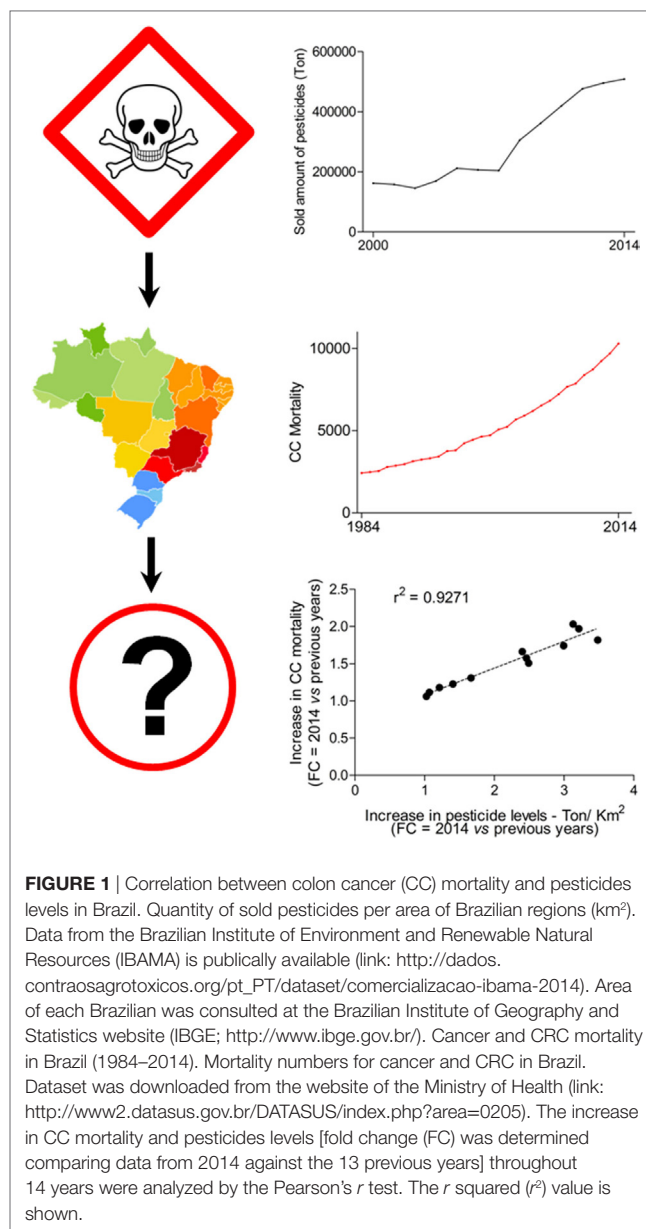 600000
400000
200000
0
Sold amount of pesticides (Ton)
2000
2014
10000
5000
0
CC Mortality
1984
2014
?
2.5
2.0
1.5
1.0
0.5
0.0
r² = 0.9271
Increase in CC mortality
(FC = 2014 vs previous years)
0
1
2
3
4
Increase in pesticide levels - Ton/ Km²
(FC = 2014 vs previous years)
FIGURE 1 | Correlation between colon cancer (CC) mortality and pesticides
levels in Brazil. Quantity of sold pesticides per area of Brazilian regions (km²).
Data from the Brazilian Institute of Environment and Renewable Natural
Resources (IBAMA) is publically available (link: http://dados.
contraosagrotoxicos.org/pt_PT/dataset/comercializacao-ibama-2014). Area
of each Brazilian was consulted at the Brazilian Institute of Geography and
Statistics website (IBGE; http://www.ibge.gov.br/). Cancer and CRC mortality
in Brazil (1984–2014). Mortality numbers for cancer and CRC in Brazil.
Dataset was downloaded from the website of the Ministry of Health (link:
http://www2.datasus.gov.br/DATASUS/index.php?area=0205). The increase
in CC mortality and pesticides levels [fold change (FC) was determined
comparing data from 2014 against the 13 previous years] throughout
14 years were analyzed by the Pearson's r test. The r squared (r²) value is
shown.